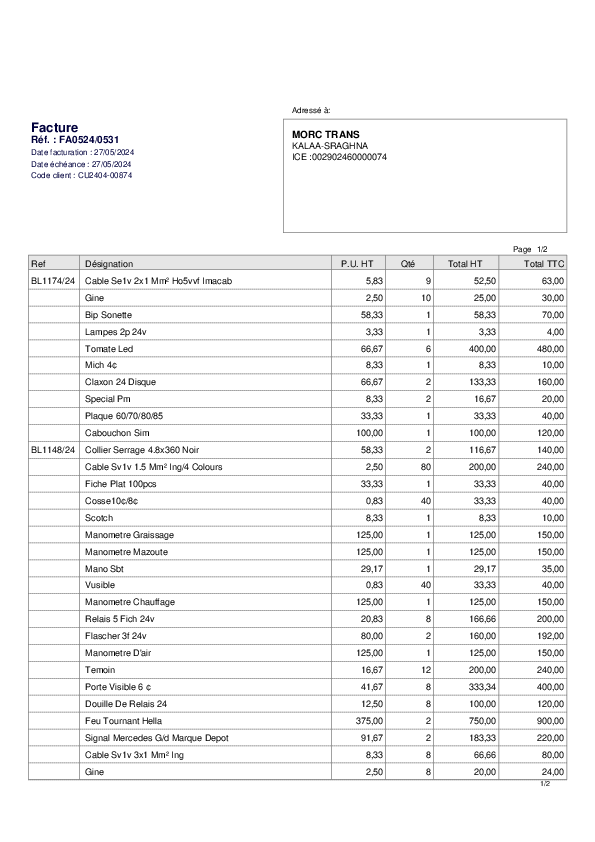 Adressé à:
Facture
Réf. : FA0524/0531
Date facturation : 27/05/2024
Date échéance : 27/05/2024
Code client : CU2404-00874
MORC TRANS
KALAA-SRAGHNA
ICE :002902460000074
Page 1/2
Ref Désignation P.U. HT Qté Total HT Total TTC
BL1174/24 Cable Se1v 2x1 Mm² Ho5vvf Imacab 5,83 9 52,50 63,00
Gine 2,50 10 25,00 30,00
Bip Sonette 58,33 1 58,33 70,00
Lampes 2p 24v 3,33 1 3,33 4,00
Tomate Led 66,67 6 400,00 480,00
Mich 4¢ 8,33 1 8,33 10,00
Claxon 24 Disque 66,67 2 133,33 160,00
Special Pm 8,33 2 16,67 20,00
Plaque 60/70/80/85 33,33 1 33,33 40,00
Cabouchon Sim 100,00 1 100,00 120,00
BL1148/24 Collier Serrage 4.8x360 Noir 58,33 2 116,67 140,00
Cable Sv1v 1.5 Mm² Ing/4 Colours 2,50 80 200,00 240,00
Fiche Plat 100pcs 33,33 1 33,33 40,00
Cosse10¢/8¢ 0,83 40 33,33 40,00
Scotch 8,33 1 8,33 10,00
Manometre Graissage 125,00 1 125,00 150,00
Manometre Mazoute 125,00 1 125,00 150,00
Mano Sbt 29,17 1 29,17 35,00
Vusible 0,83 40 33,33 40,00
Manometre Chauffage 125,00 1 125,00 150,00
Relais 5 Fich 24v 20,83 8 166,66 200,00
Flascher 3f 24v 80,00 2 160,00 192,00
Manometre D'air 125,00 1 125,00 150,00
Temoin 16,67 12 200,00 240,00
Porte Visible 6 ¢ 41,67 8 333,34 400,00
Douille De Relais 24 12,50 8 100,00 120,00
Feu Tournant Hella 375,00 2 750,00 900,00
Signal Mercedes G/d Marque Depot 91,67 2 183,33 220,00
Cable Sv1v 3x1 Mm² Ing 8,33 8 66,66 80,00
Gine 2,50 8 20,00 24,00
1/2